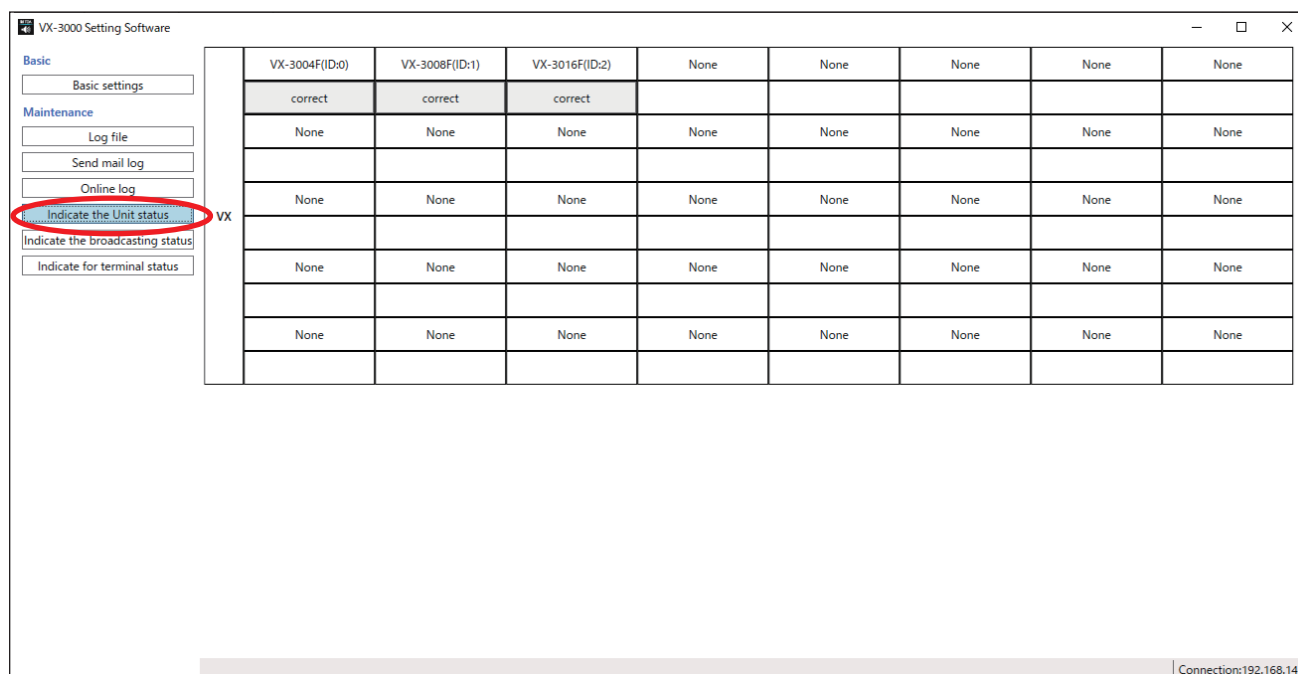 VX-3000 Setting Software
Basic
Basic settings
Maintenance
Log file
Send mail log
Online log
Indicate the Unit status
Indicate the broadcasting status
Indicate for terminal status
VX
VX-3004F(ID:0) VX-3008F(ID:1) VX-3016F(ID:2) None None None None None
correct correct correct
None None None None None None None None
None None None None None None None None
None None None None None None None None
None None None None None None None None
Connection:192.168.14